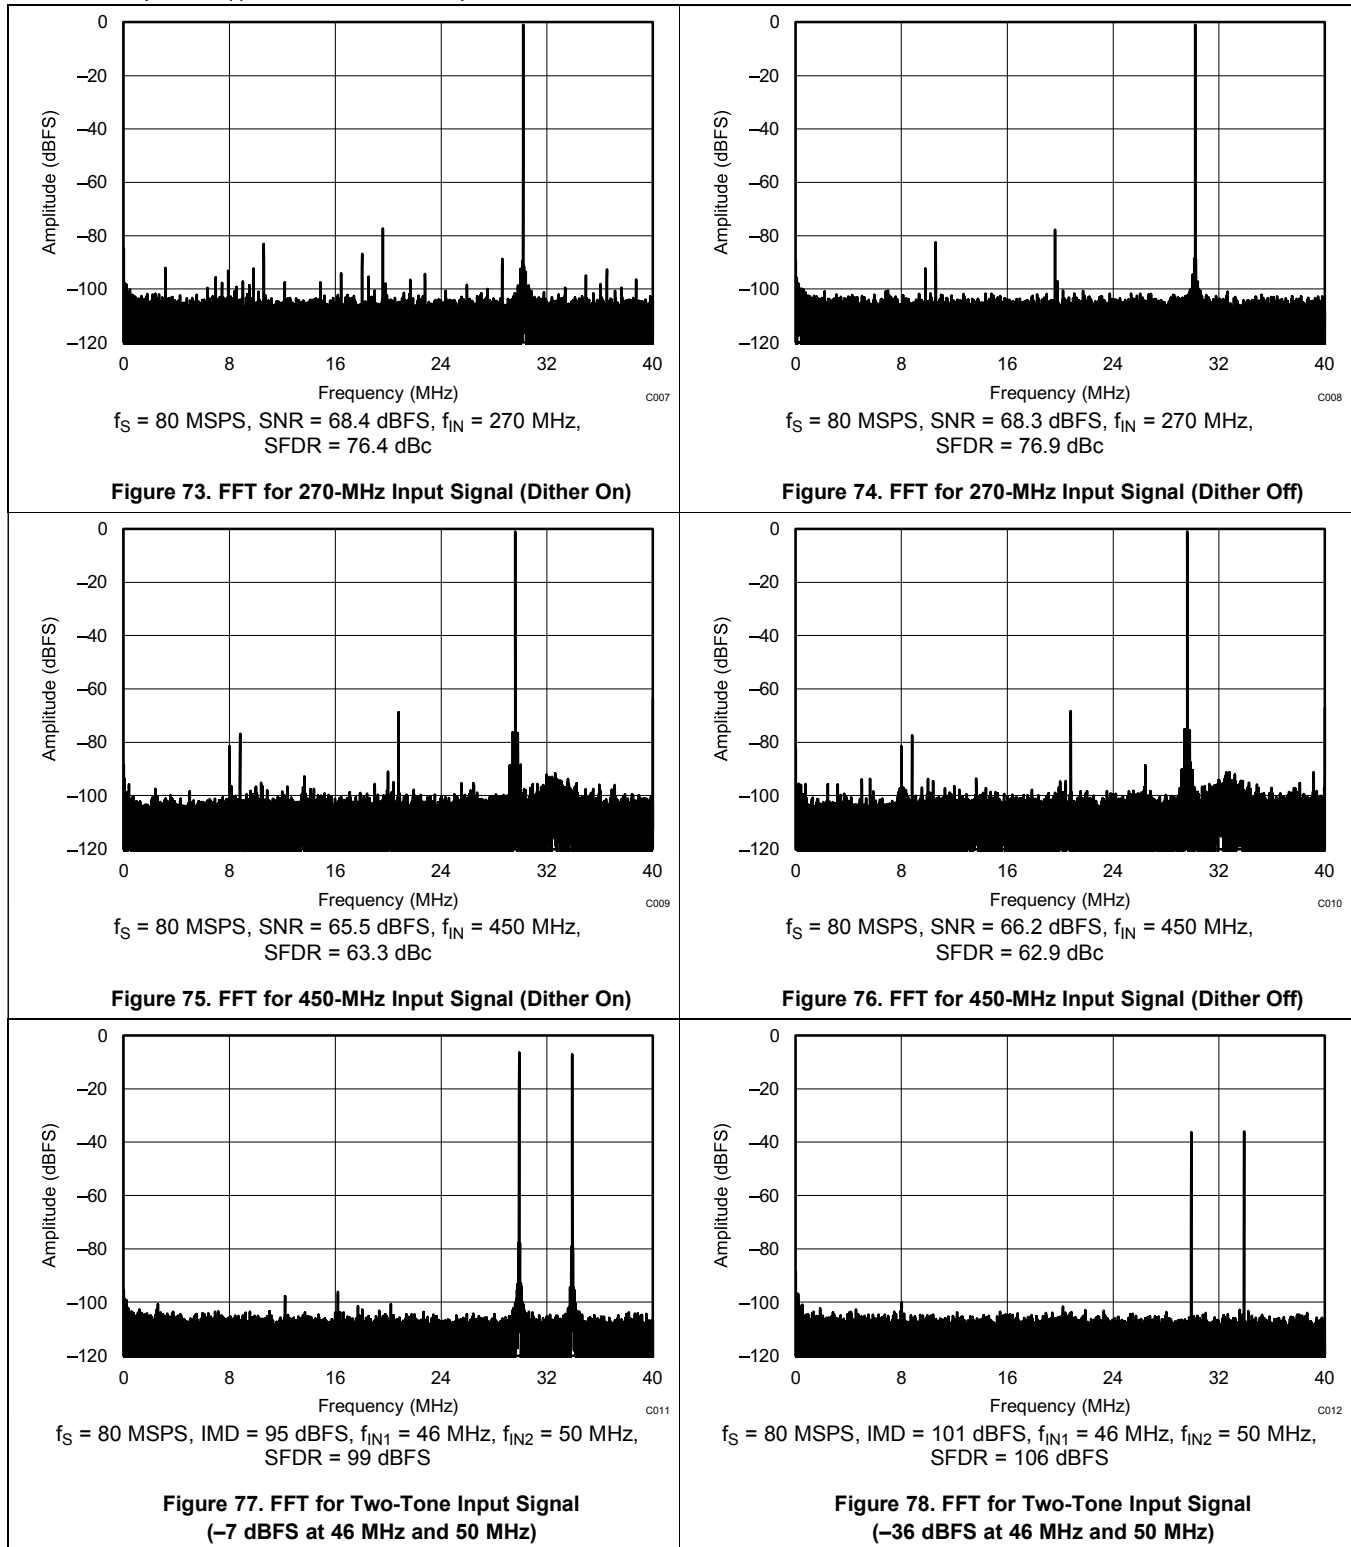 0
–20
–40
–60
–80
–100
–120
0 8 16 24 32 40
Amplitude (dBFS)
Frequency (MHz)
C007
fS = 80 MSPS, SNR = 68.4 dBFS, fIN = 270 MHz,
SFDR = 76.4 dBc
Figure 73. FFT for 270-MHz Input Signal (Dither On)
0
–20
–40
–60
–80
–100
–120
0 8 16 24 32 40
Amplitude (dBFS)
Frequency (MHz)
C008
fS = 80 MSPS, SNR = 68.3 dBFS, fIN = 270 MHz,
SFDR = 76.9 dBc
Figure 74. FFT for 270-MHz Input Signal (Dither Off)
0
–20
–40
–60
–80
–100
–120
0 8 16 24 32 40
Amplitude (dBFS)
Frequency (MHz)
C009
fS = 80 MSPS, SNR = 65.5 dBFS, fIN = 450 MHz,
SFDR = 63.3 dBc
Figure 75. FFT for 450-MHz Input Signal (Dither On)
0
–20
–40
–60
–80
–100
–120
0 8 16 24 32 40
Amplitude (dBFS)
Frequency (MHz)
C010
fS = 80 MSPS, SNR = 66.2 dBFS, fIN = 450 MHz,
SFDR = 62.9 dBc
Figure 76. FFT for 450-MHz Input Signal (Dither Off)
0
–20
–40
–60
–80
–100
–120
0 8 16 24 32 40
Amplitude (dBFS)
Frequency (MHz)
C011
fS = 80 MSPS, IMD = 95 dBFS, fIN1 = 46 MHz, fIN2 = 50 MHz,
SFDR = 99 dBFS
Figure 77. FFT for Two-Tone Input Signal
(–7 dBFS at 46 MHz and 50 MHz)
0
–20
–40
–60
–80
–100
–120
0 8 16 24 32 40
Amplitude (dBFS)
Frequency (MHz)
C012
fS = 80 MSPS, IMD = 101 dBFS, fIN1 = 46 MHz, fIN2 = 50 MHz,
SFDR = 106 dBFS
Figure 78. FFT for Two-Tone Input Signal
(–36 dBFS at 46 MHz and 50 MHz)